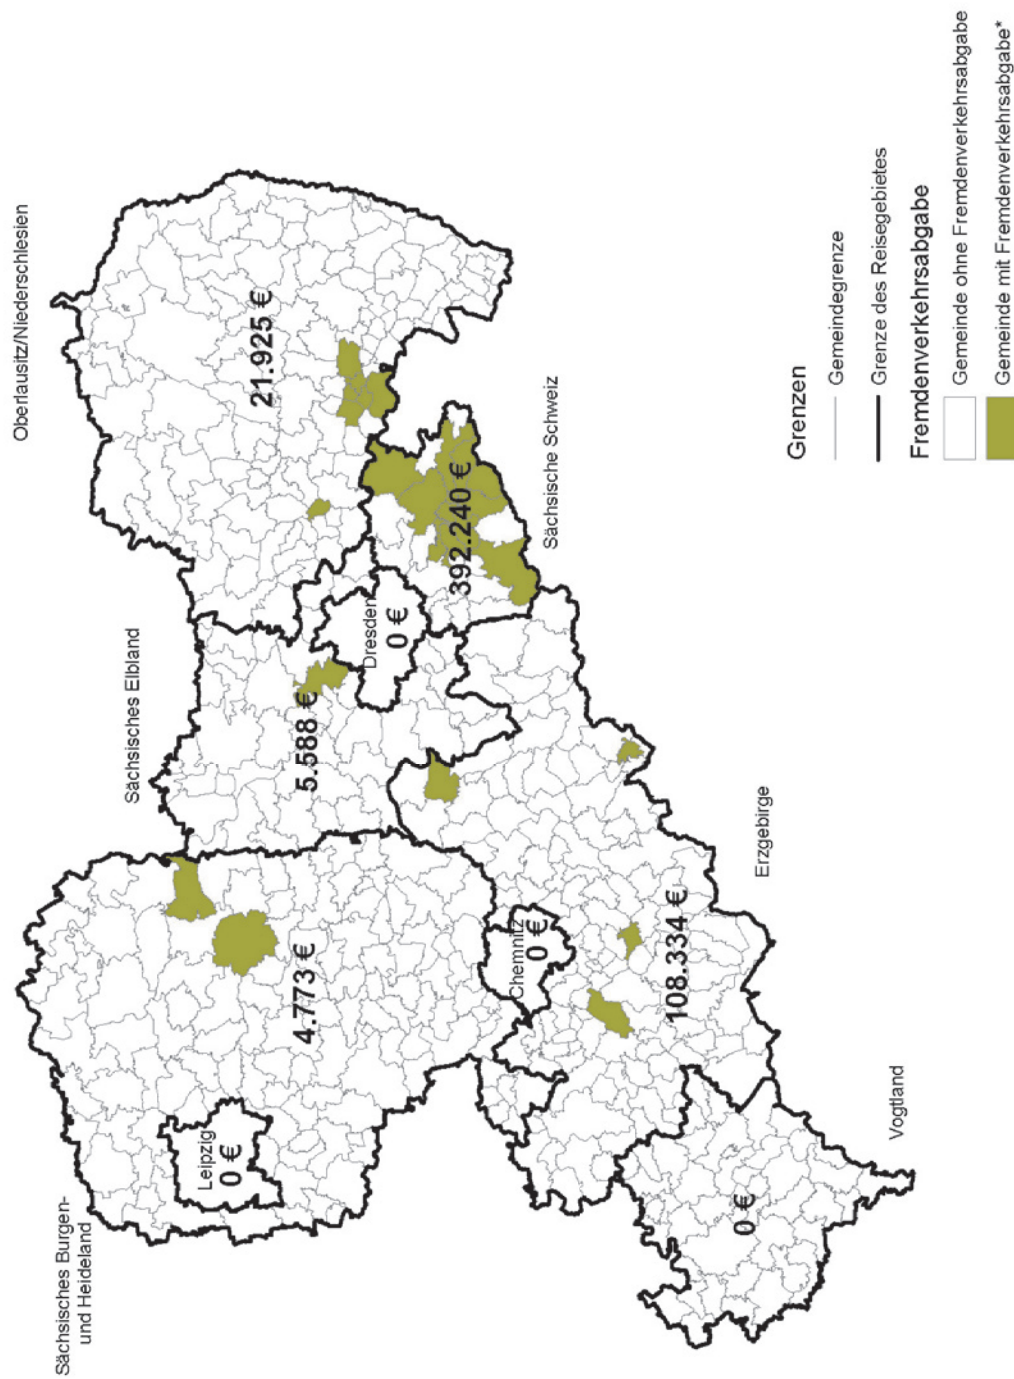 Oberlausitz/Niederschlesien
Sächsisches Elbland
Sächsisches Burgen-
und Heideland
21.925 €
Leipzig
0 €
4.773 €
5.588 €
Dresden
0 €
392.240 €
Sächsische Schweiz
Chemnitz
0 €
108.334 €
Erzgebirge
0 €
Vogtland
Grenzen
Gemeindegrenze
Grenze des Reisegebietes
Fremdenverkehrsabgabe
Gemeinde ohne Fremdenverkehrsabgabe
Gemeinde mit Fremdenverkehrsabgabe*